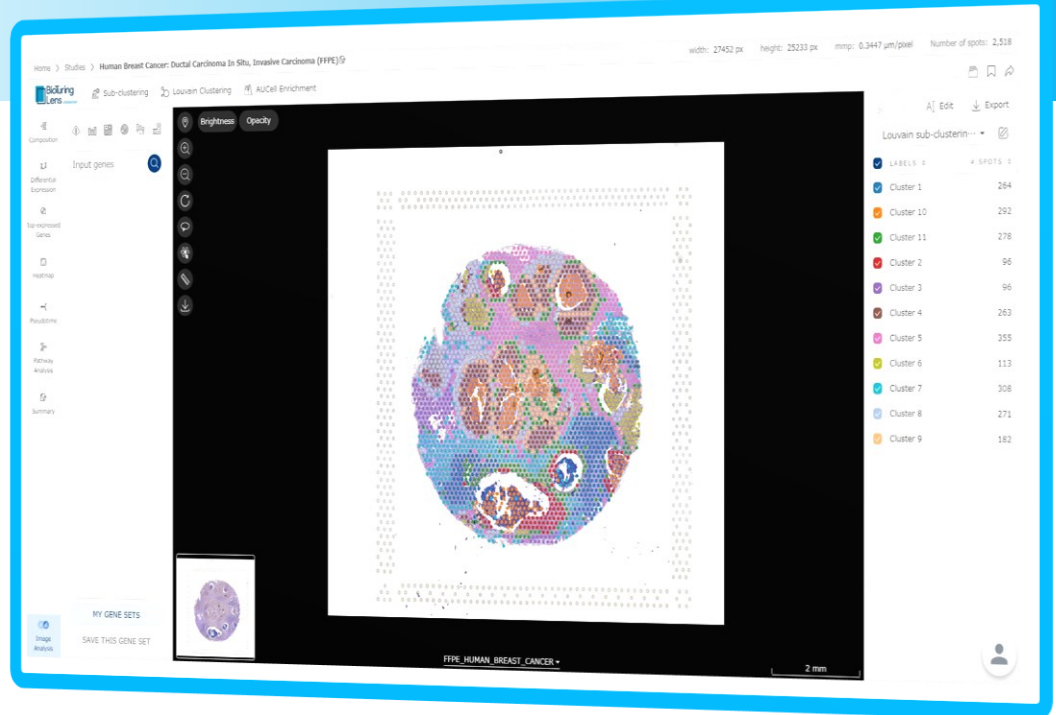 width: 27452 px height: 25233 px mmp: 0.3447 µm/pixel Number of spots: 2,518
Home > Studies > Human Breast Cancer: Ductal Carcinoma In Situ, Invasive Carcinoma (FFPE)
BioTuring Lens
Sub-clustering Louvain Clustering AUCell Enrichment
Edit Export
Brightness Opacity
Composition
Input genes
Louvain sub-clusterin...
LABELS 4 SPOTS
Differential
Expression
Cluster 1 264
Cluster 10 292
Top-expressed
Genes
Cluster 11 278
Heatmap
Cluster 2 96
Cluster 3 96
Pseudotime
Cluster 4 263
Cluster 5 355
Pathway
Analysis
Cluster 6 113
Cluster 7 308
Summary
Cluster 8 271
Cluster 9 182
MY GENE SETS
SAVE THIS GENE SET
Image
Analysis
FFPE_HUMAN_BREAST_CANCER
2 mm